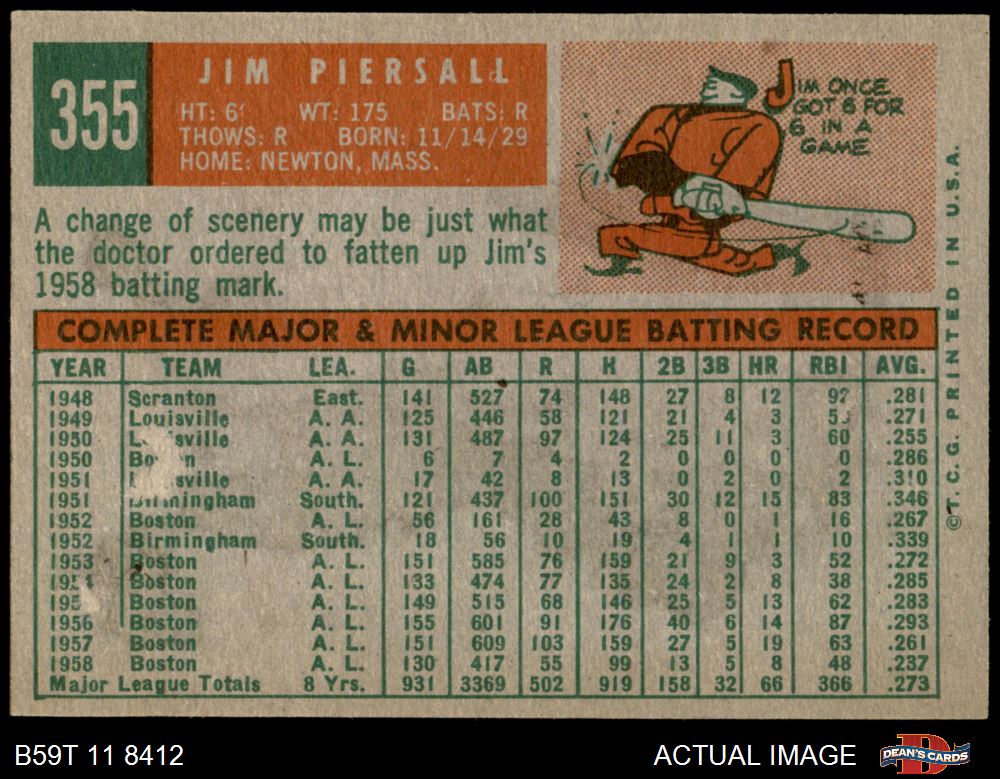 355
JIM PIERSALL
HT: 6' WT: 175 BATS: R
THOWS: R BORN: 11/14/29
HOME: NEWTON, MASS.
JIM ONCE
GOT 6 FOR
6 IN A
GAME
A change of scenery may be just what
the doctor ordered to fatten up Jim's
1958 batting mark.
COMPLETE MAJOR & MINOR LEAGUE BATTING RECORD
YEAR TEAM LEA. G AB R H 2B 3B HR RBI AVG.
1948 Scranton East. 141 527 74 148 27 8 12 92 .281
1949 Louisville A. A. 125 446 58 121 21 4 3 .271
1950 A. A. 131 487 97 124 25 11 3 60 .255
1950 A. L. 6 7 4 2 0 0 0 0 .286
1951 A. A. 17 42 8 13 0 2 0 2 .310
1951 Birmingham South. 121 437 100 151 30 12 15 83 .346
1952 Boston A. L. 56 161 28 43 8 0 1 16 .267
1952 Birmingham South. 18 56 10 19 4 1 1 10 .339
1953 Boston A. L. 151 585 76 159 21 9 3 52 .272
Boston A. L. 133 474 77 135 24 2 8 38 .285
Boston A. L. 149 515 68 146 25 5 13 62 .283
1956 Boston A. L. 155 601 91 176 40 6 14 87 .293
1957 Boston A. L. 151 609 103 159 27 5 19 63 .261
1958 Boston A. L. 130 417 55 99 13 5 8 48 .237
Major League Totals 8 Yrs. 931 3369 502 919 158 32 66 366 .273
©T.C.G. PRINTED IN U.S.A.
B59T 11 8412
ACTUAL IMAGE
DEAN'S CARDS